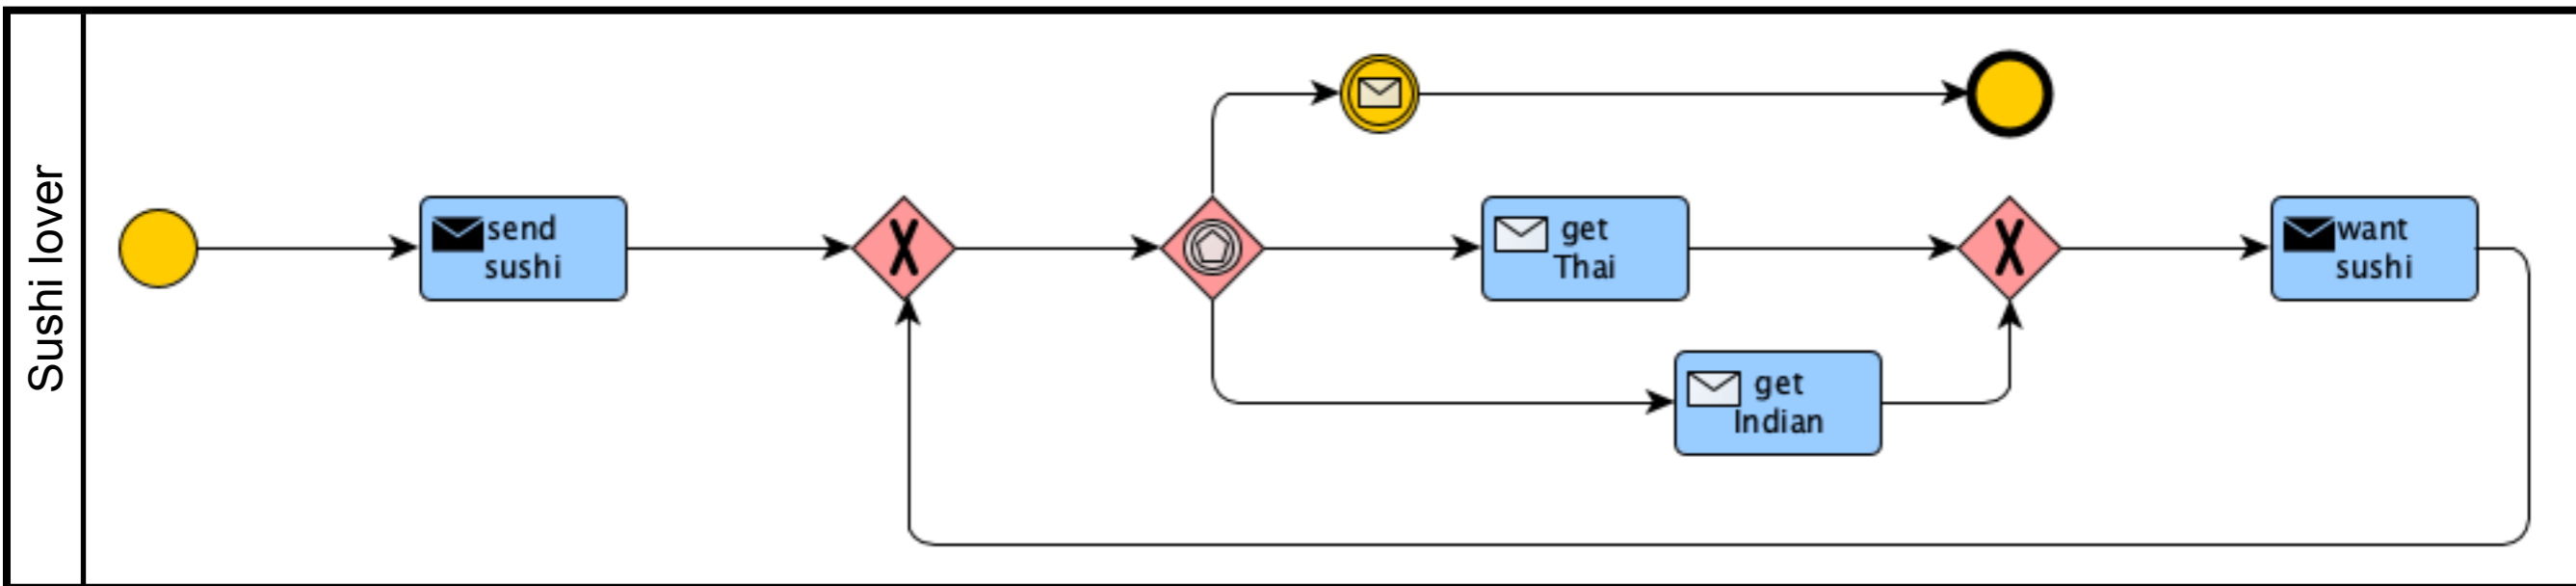 Sushi lover
send
sushi
X
get
Thai
X
want
sushi
get
Indian